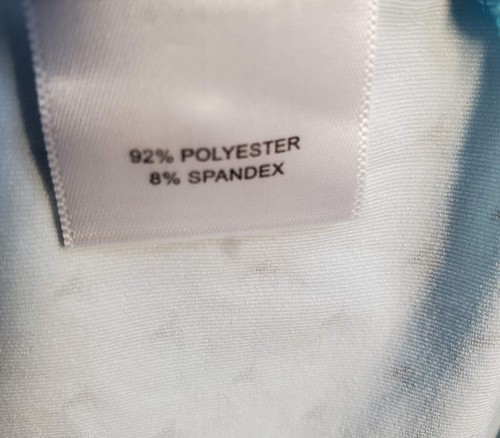 92% POLYESTER
8% SPANDEX